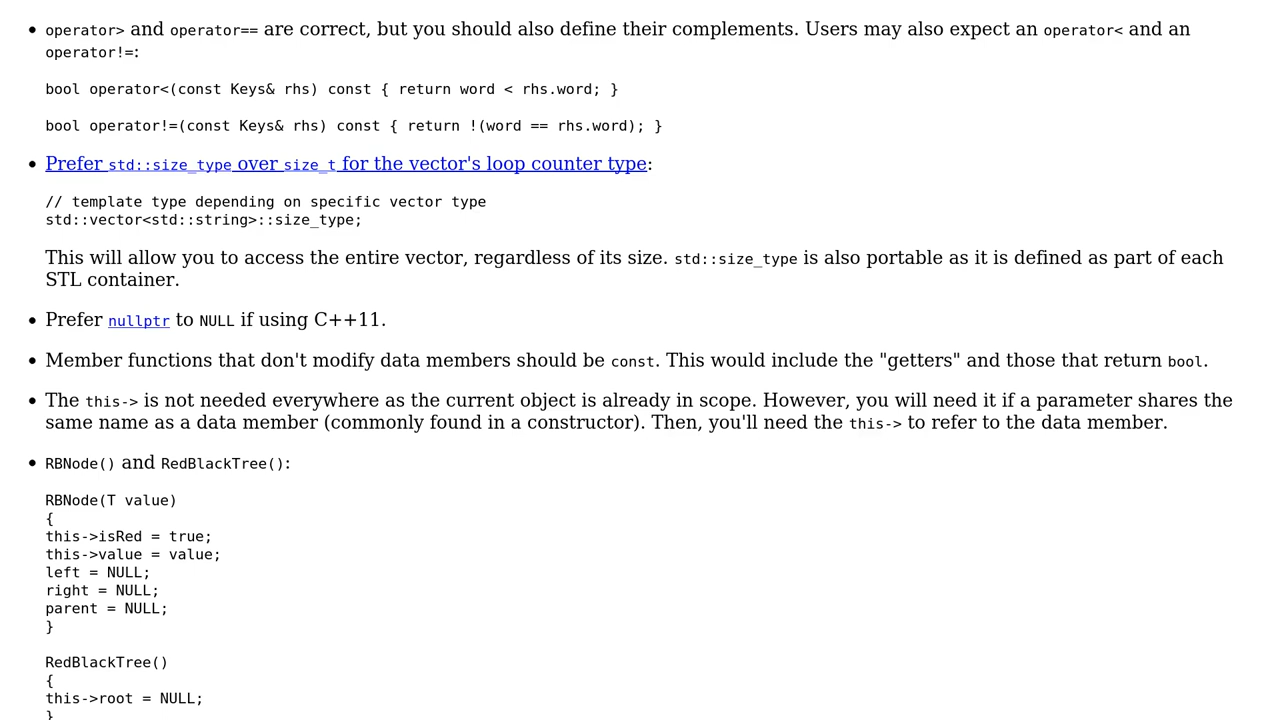 • operator> and operator== are correct, but you should also define their complements. Users may also expect an operator< and an
operator!=:
bool operator<(const Keys& rhs) const { return word < rhs.word; }
bool operator!=(const Keys& rhs) const { return !(word == rhs.word); }
• Prefer std::size_type over size_t for the vector's loop counter type:
// template type depending on specific vector type
std::vector<std::string>::size_type;
This will allow you to access the entire vector, regardless of its size. std::size_type is also portable as it is defined as part of each
STL container.
• Prefer nullptr to NULL if using C++11.
• Member functions that don't modify data members should be const. This would include the "getters" and those that return bool.
• The this-> is not needed everywhere as the current object is already in scope. However, you will need it if a parameter shares the
same name as a data member (commonly found in a constructor). Then, you'll need the this-> to refer to the data member.
• RBNode() and RedBlackTree():
RBNode(T value)
{
this->isRed = true;
this->value = value;
left = NULL;
right = NULL;
parent = NULL;
}
RedBlackTree()
{
this->root = NULL;
}